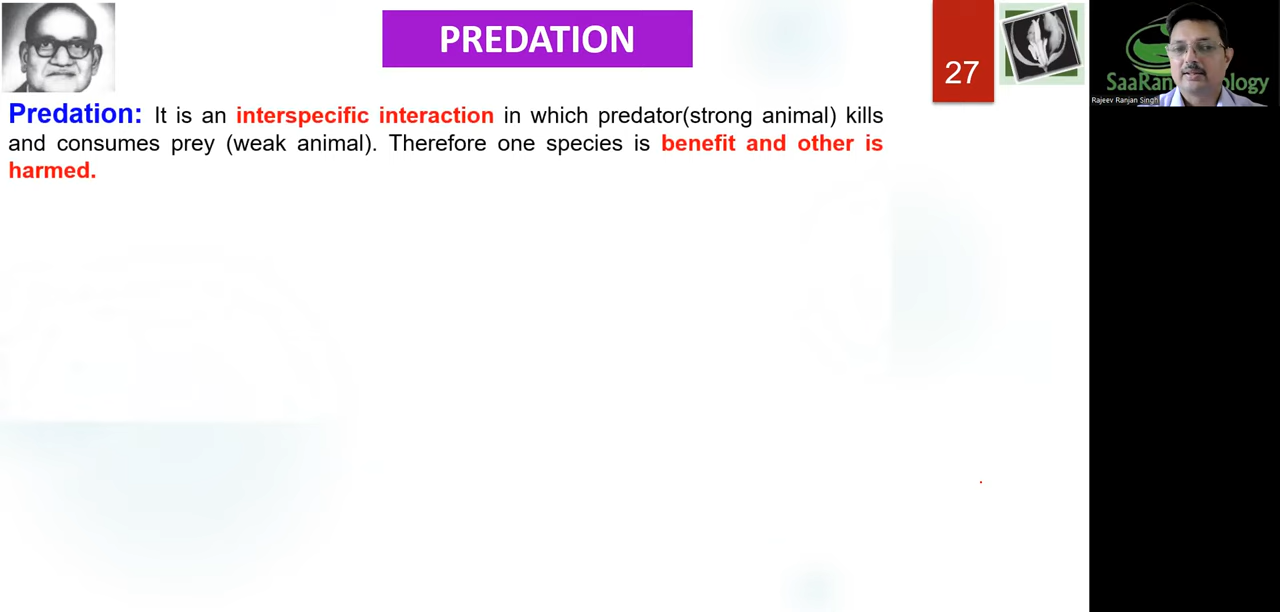 PREDATION
27
Predation: It is an interspecific interaction in which predator(strong animal) kills
and consumes prey (weak animal). Therefore one species is benefit and other is
harmed.
Rajeev Ranjan Singh